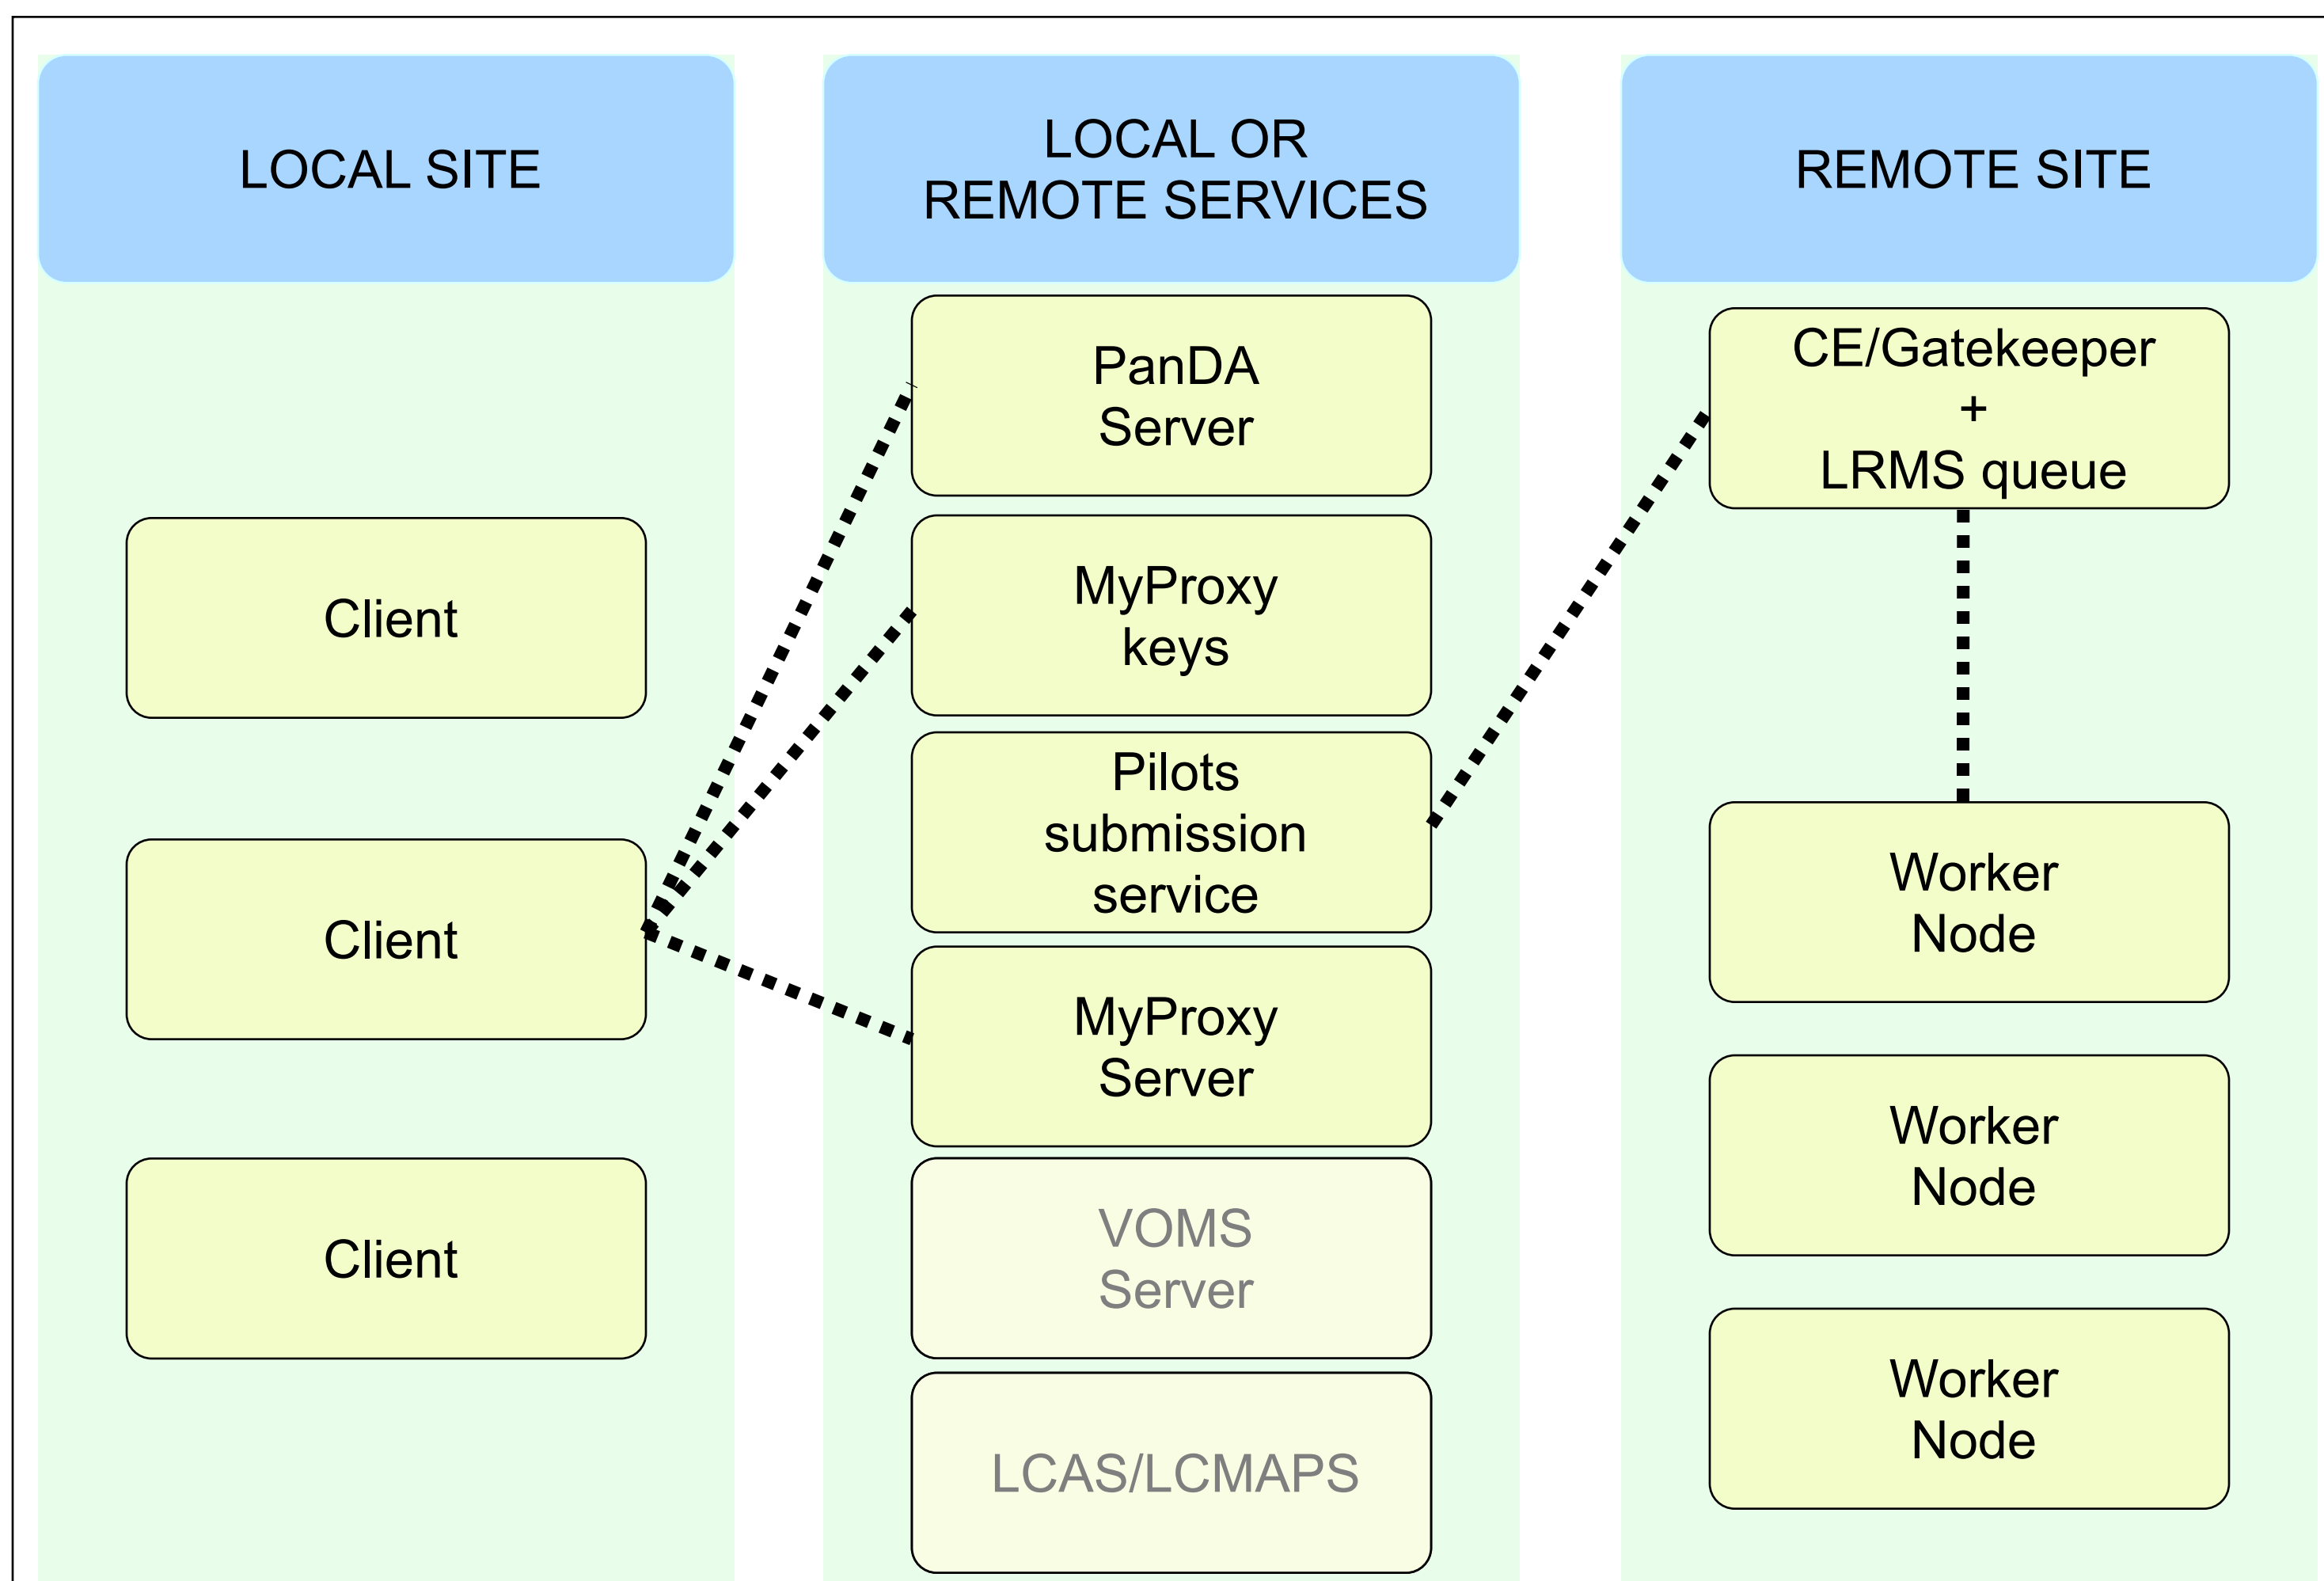 LOCAL SITE
Client
Client
Client
LOCAL OR
REMOTE SERVICES
PanDA
Server
MyProxy
keys
Pilots
submission
service
MyProxy
Server
VOMS
Server
LCAS/LCMAPS
REMOTE SITE
CE/Gatekeeper
+
LRMS queue
Worker
Node
Worker
Node
Worker
Node